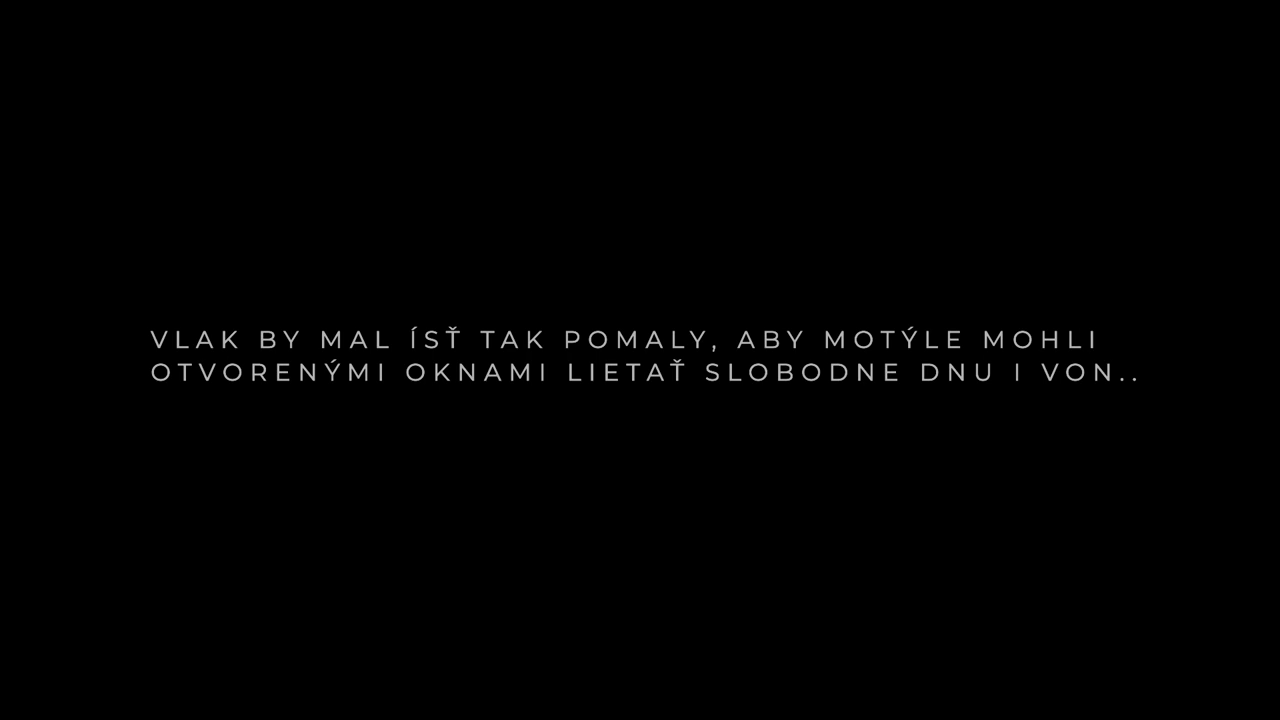 VLAK BY MAL ÍSŤ TAK POMALY, ABY MOTÝLE MOHLI
OTVORENÝMI OKNAMI LIETAŤ SLOBODNE DNU I VON..